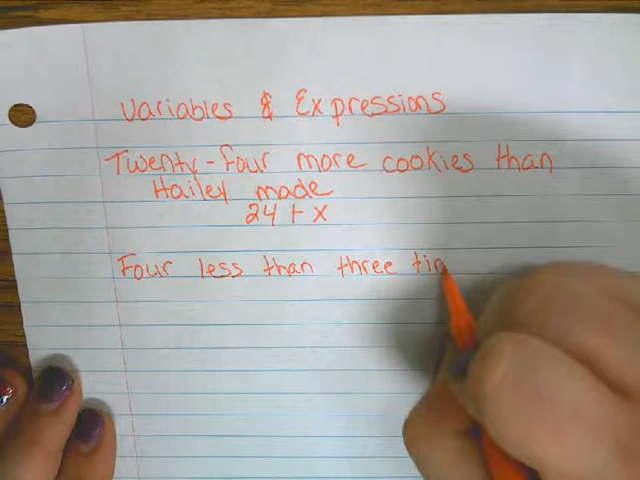 Variables & Expressions
Twenty-four more cookies than
Hailey made
24 + x
Four less than three